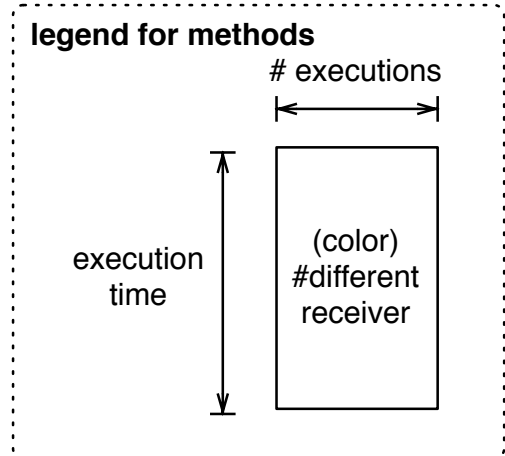 legend for methods
# executions
execution
time
(color)
#different
receiver